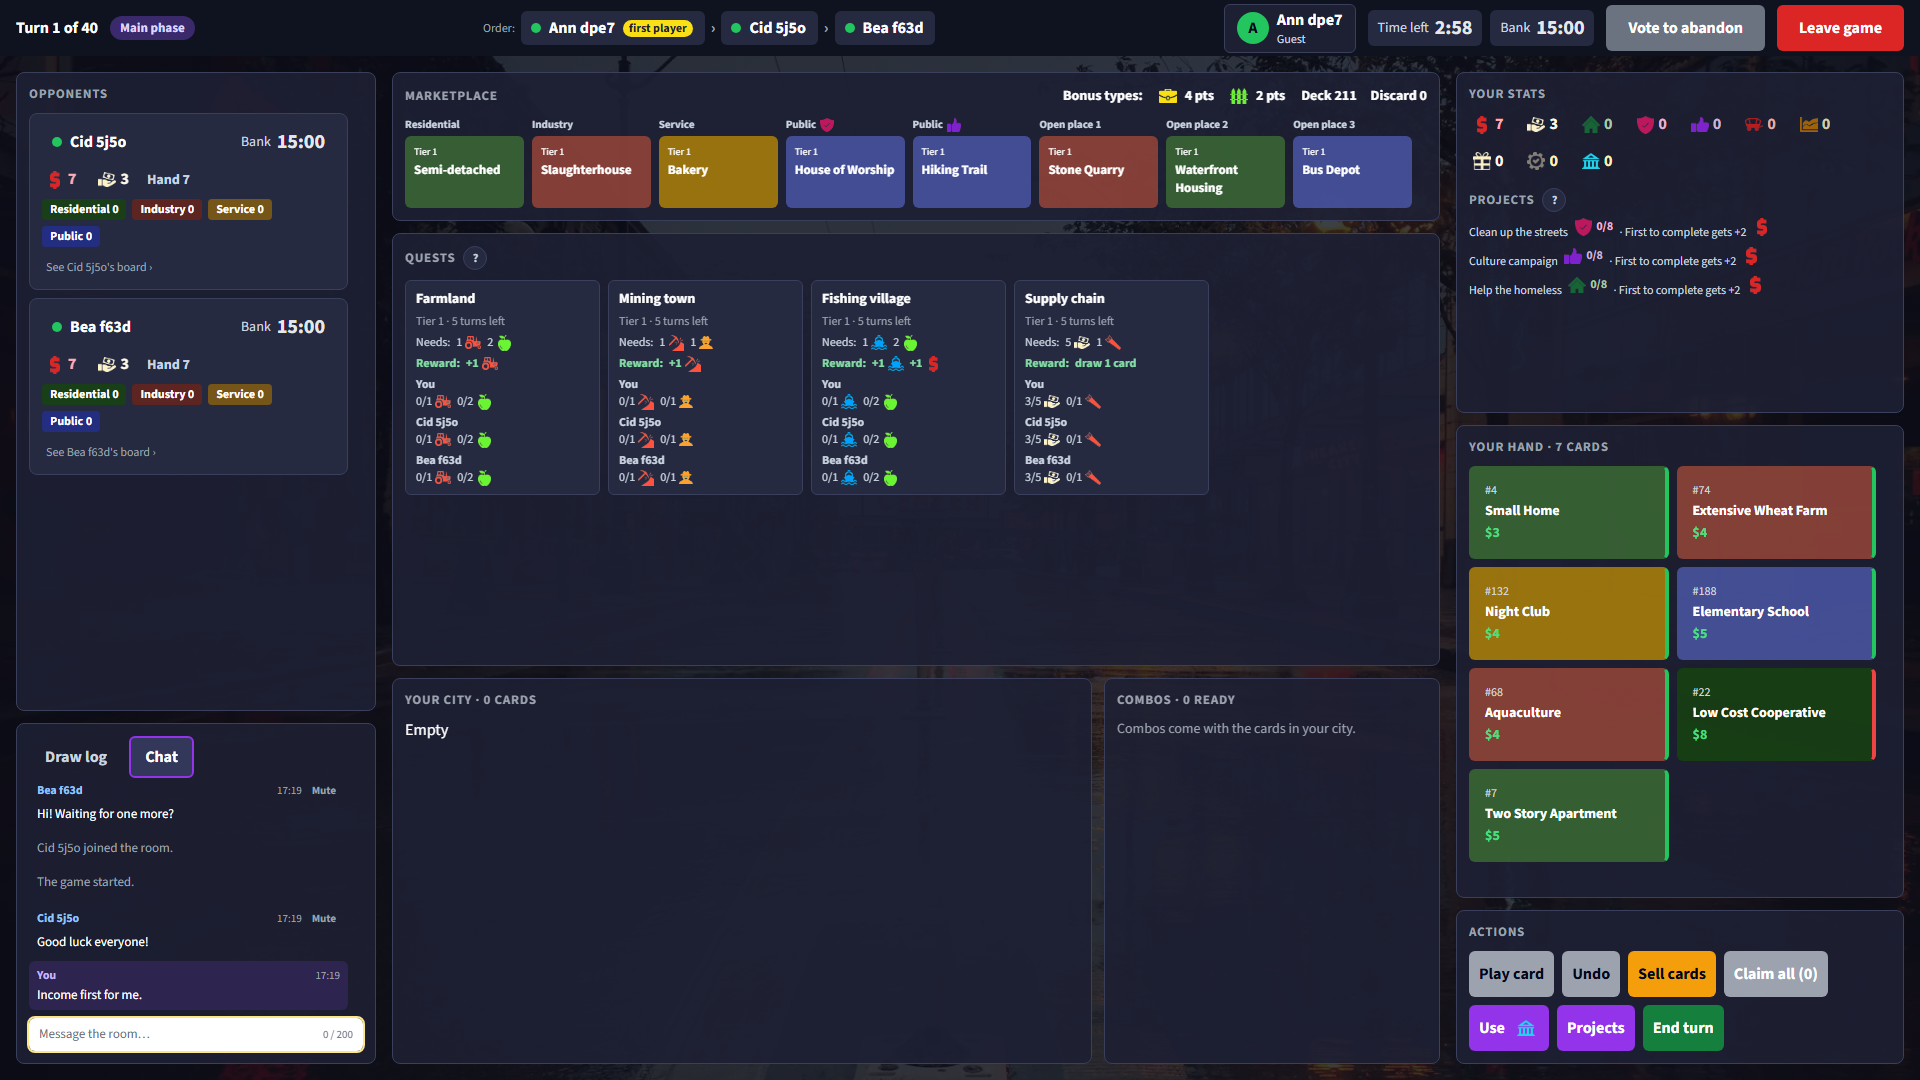 Turn 1 of 40 Main phase
Order: Ann dpe7 first player › Cid 5j5o › Bea f63d
A Ann dpe7 Guest
Time left 2:58
Bank 15:00
Vote to abandon
Leave game
OPPONENTS
Cid 5j5o Bank 15:00
7 3 Hand 7
Residential 0 Industry 0 Service 0
Public 0
See Cid 5j5o's board ›
Bea f63d Bank 15:00
7 3 Hand 7
Residential 0 Industry 0 Service 0
Public 0
See Bea f63d's board ›
Draw log Chat
Bea f63d 17:19 Mute
Hi! Waiting for one more?
Cid 5j5o joined the room.
The game started.
Cid 5j5o 17:19 Mute
Good luck everyone!
You 17:19
Income first for me.
Message the room… 0 / 200
MARKETPLACE
Bonus types: 4 pts 2 pts Deck 211 Discard 0
Residential Industry Service Public Public Open place 1 Open place 2 Open place 3
Tier 1
Semi-detached
Tier 1
Slaughterhouse
Tier 1
Bakery
Tier 1
House of Worship
Tier 1
Hiking Trail
Tier 1
Stone Quarry
Tier 1
Waterfront
Housing
Tier 1
Bus Depot
QUESTS ?
Farmland
Tier 1 · 5 turns left
Needs: 1 2
Reward: +1
You
0/1 0/2
Cid 5j5o
0/1 0/2
Bea f63d
0/1 0/2
Mining town
Tier 1 · 5 turns left
Needs: 1 1
Reward: +1
You
0/1 0/1
Cid 5j5o
0/1 0/1
Bea f63d
0/1 0/1
Fishing village
Tier 1 · 5 turns left
Needs: 1 2
Reward: +1 +1
You
0/1 0/2
Cid 5j5o
0/1 0/2
Bea f63d
0/1 0/2
Supply chain
Tier 1 · 5 turns left
Needs: 5 1
Reward: draw 1 card
You
3/5 0/1
Cid 5j5o
3/5 0/1
Bea f63d
3/5 0/1
YOUR CITY · 0 CARDS
Empty
COMBOS · 0 READY
Combos come with the cards in your city.
YOUR STATS
7 3 0 0 0 0 0
0 0 0
PROJECTS ?
Clean up the streets 0/8 · First to complete gets +2
Culture campaign 0/8 · First to complete gets +2
Help the homeless 0/8 · First to complete gets +2
YOUR HAND · 7 CARDS
#4
Small Home
$3
#74
Extensive Wheat Farm
$4
#132
Night Club
$4
#188
Elementary School
$5
#68
Aquaculture
$4
#22
Low Cost Cooperative
$8
#7
Two Story Apartment
$5
ACTIONS
Play card Undo Sell cards Claim all (0)
Use Projects End turn